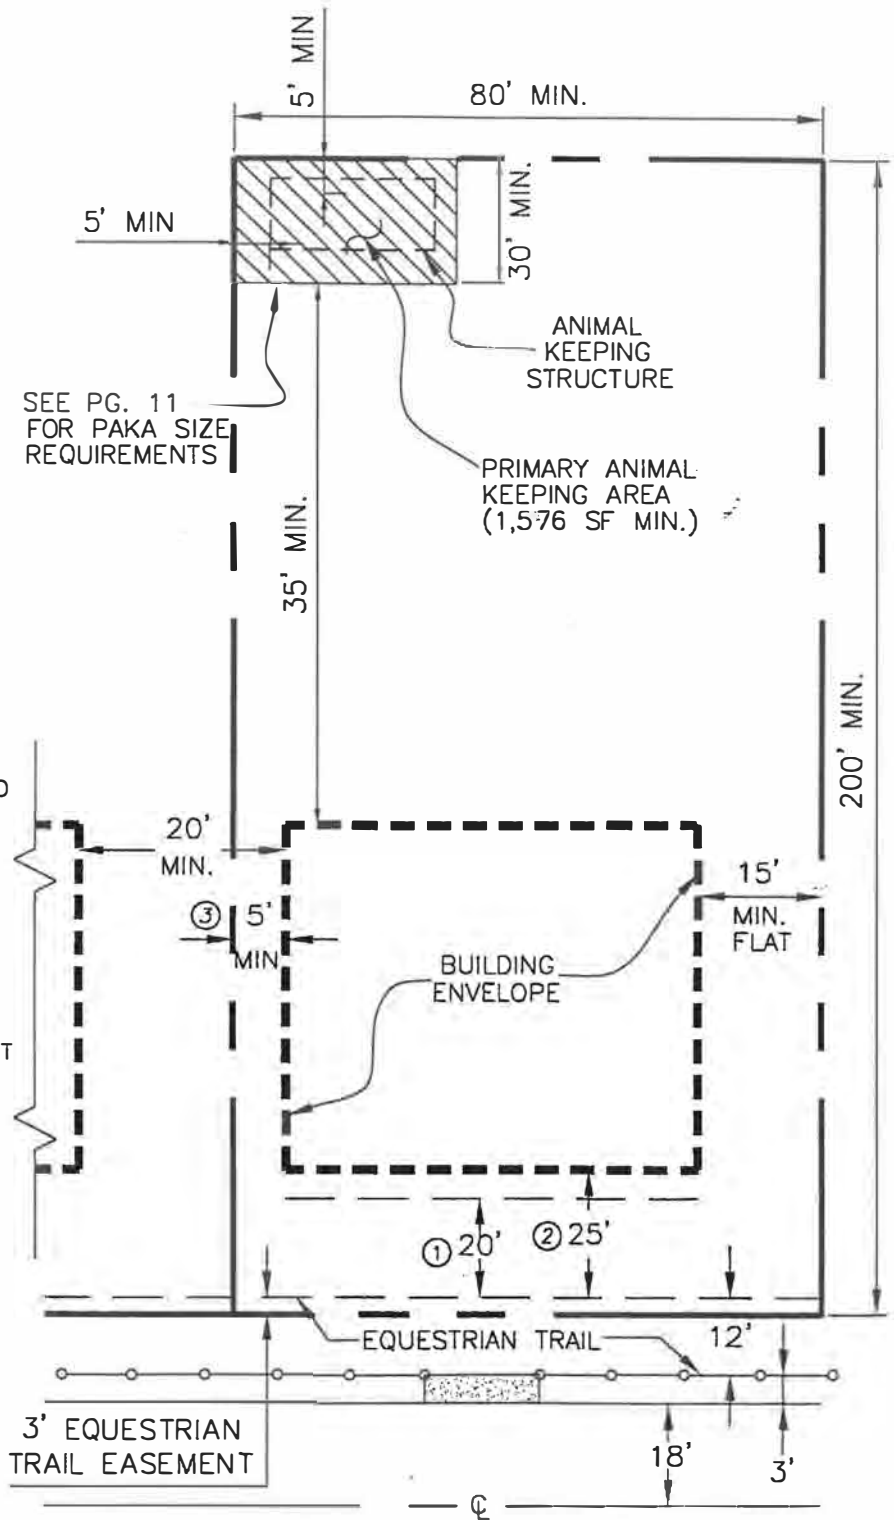 5' MIN
80' MIN.
5' MIN
30' MIN.
ANIMAL
KEEPING
STRUCTURE
SEE PG. 11
FOR PAKA SIZE
REQUIREMENTS
PRIMARY ANIMAL
KEEPING AREA
(1,576 SF MIN.)
35' MIN.
200' MIN.
20'
MIN.
15'
MIN.
FLAT
③ 5'
MIN
BUILDING
ENVELOPE
T
① 20'
② 25'
EQUESTRIAN TRAIL
12'
3' EQUESTRIAN
TRAIL EASEMENT
18'
3'
℄